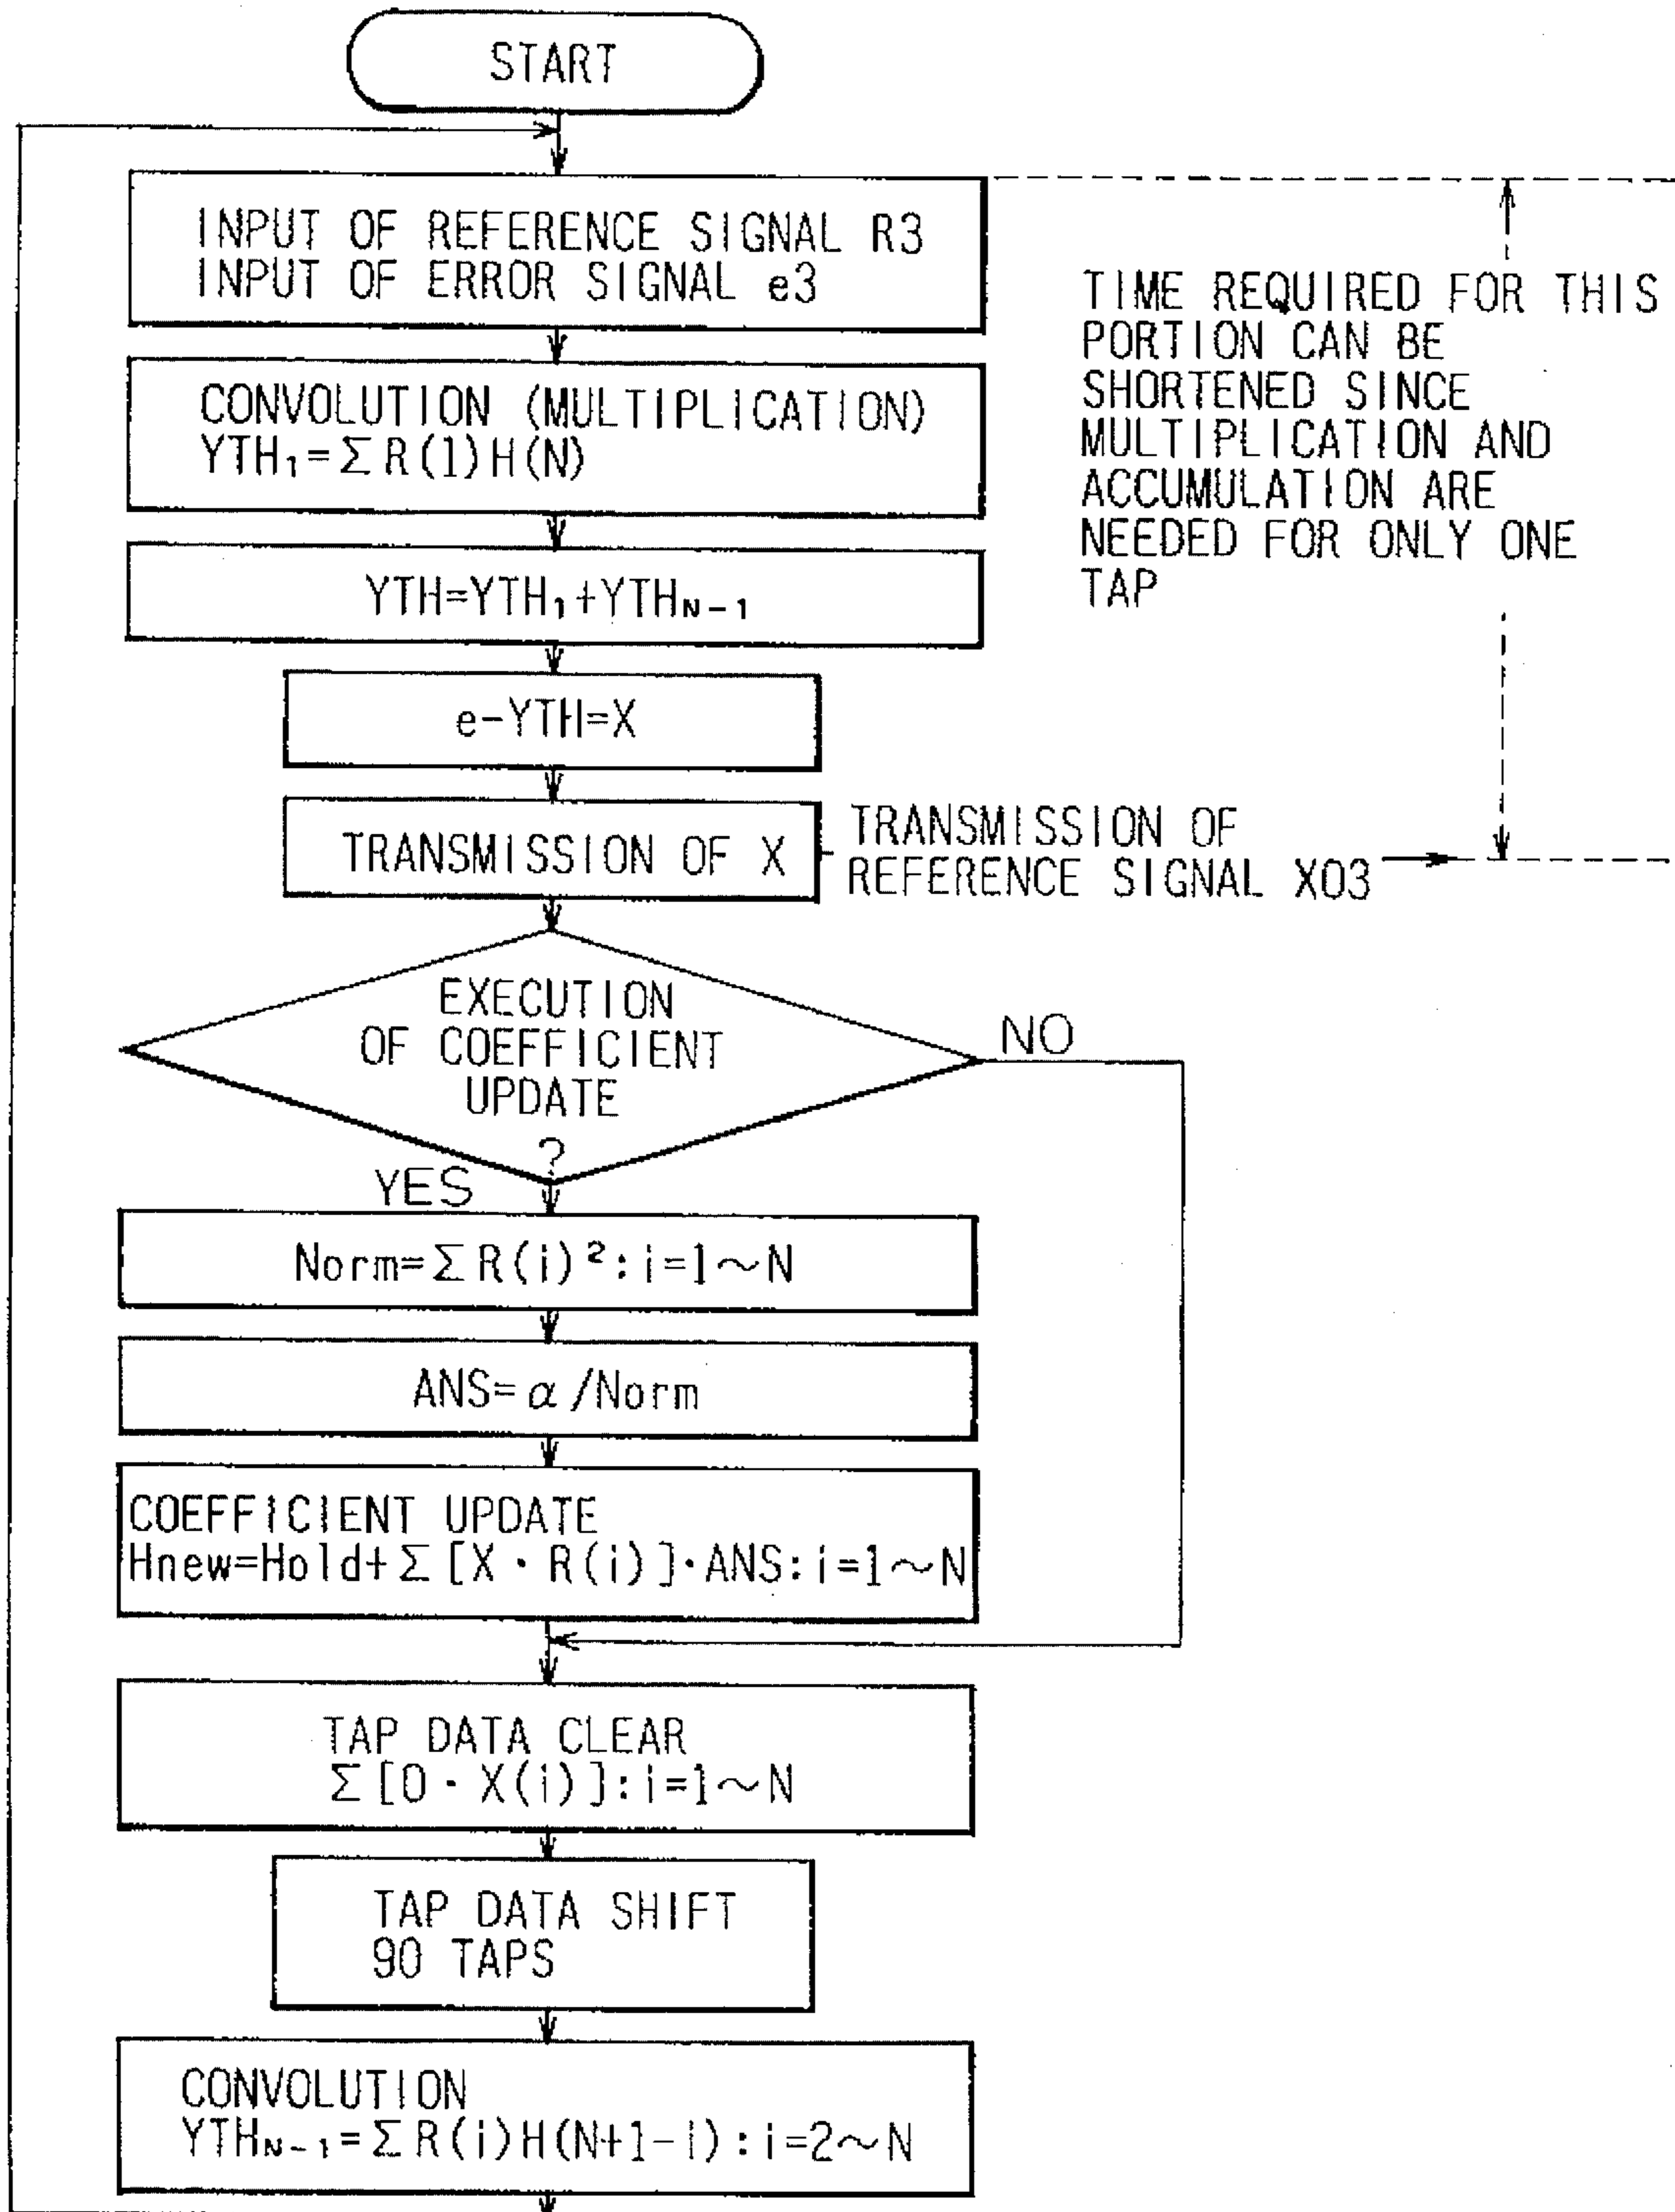 START
INPUT OF REFERENCE SIGNAL R3
INPUT OF ERROR SIGNAL e3
TIME REQUIRED FOR THIS
PORTION CAN BE
SHORTENED SINCE
MULTIPLICATION AND
ACCUMULATION ARE
NEEDED FOR ONLY ONE
TAP
CONVOLUTION (MULTIPLICATION)
YTH₁=ΣR(1)H(N)
YTH=YTH₁+YTHN-1
e-YTH=X
TRANSMISSION OF X
TRANSMISSION OF
REFERENCE SIGNAL X03
EXECUTION
OF COEFFICIENT
UPDATE
?
NO
YES
Norm=ΣR(i)²:i=1~N
ANS=α/Norm
COEFFICIENT UPDATE
Hnew=Hold+Σ[X·R(i)]·ANS:i=1~N
TAP DATA CLEAR
Σ[0·X(i)]:i=1~N
TAP DATA SHIFT
90 TAPS
CONVOLUTION
YTHN-1=ΣR(i)H(N+1-i):i=2~N